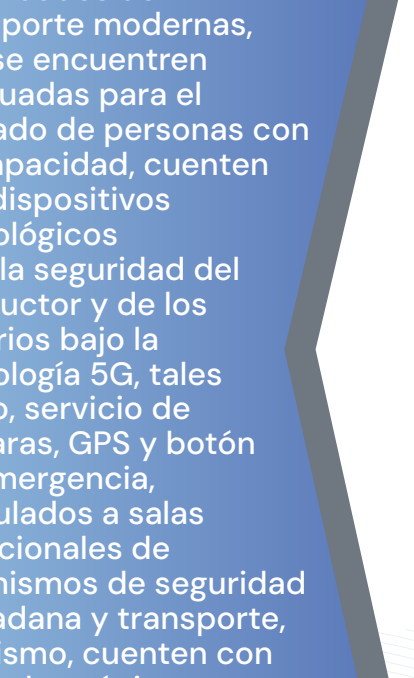 porte modernas,
se encuentren
uadas para el
ado de personas con
apacidad, cuenten
dispositivos
ológicos
la seguridad del
uctor y de los
rios bajo la
ología 5G, tales
o, servicio de
aras, GPS y botón
mergencia,
ulados a salas
cionales de
nismos de seguridad
adana y transporte,
ismo, cuenten con